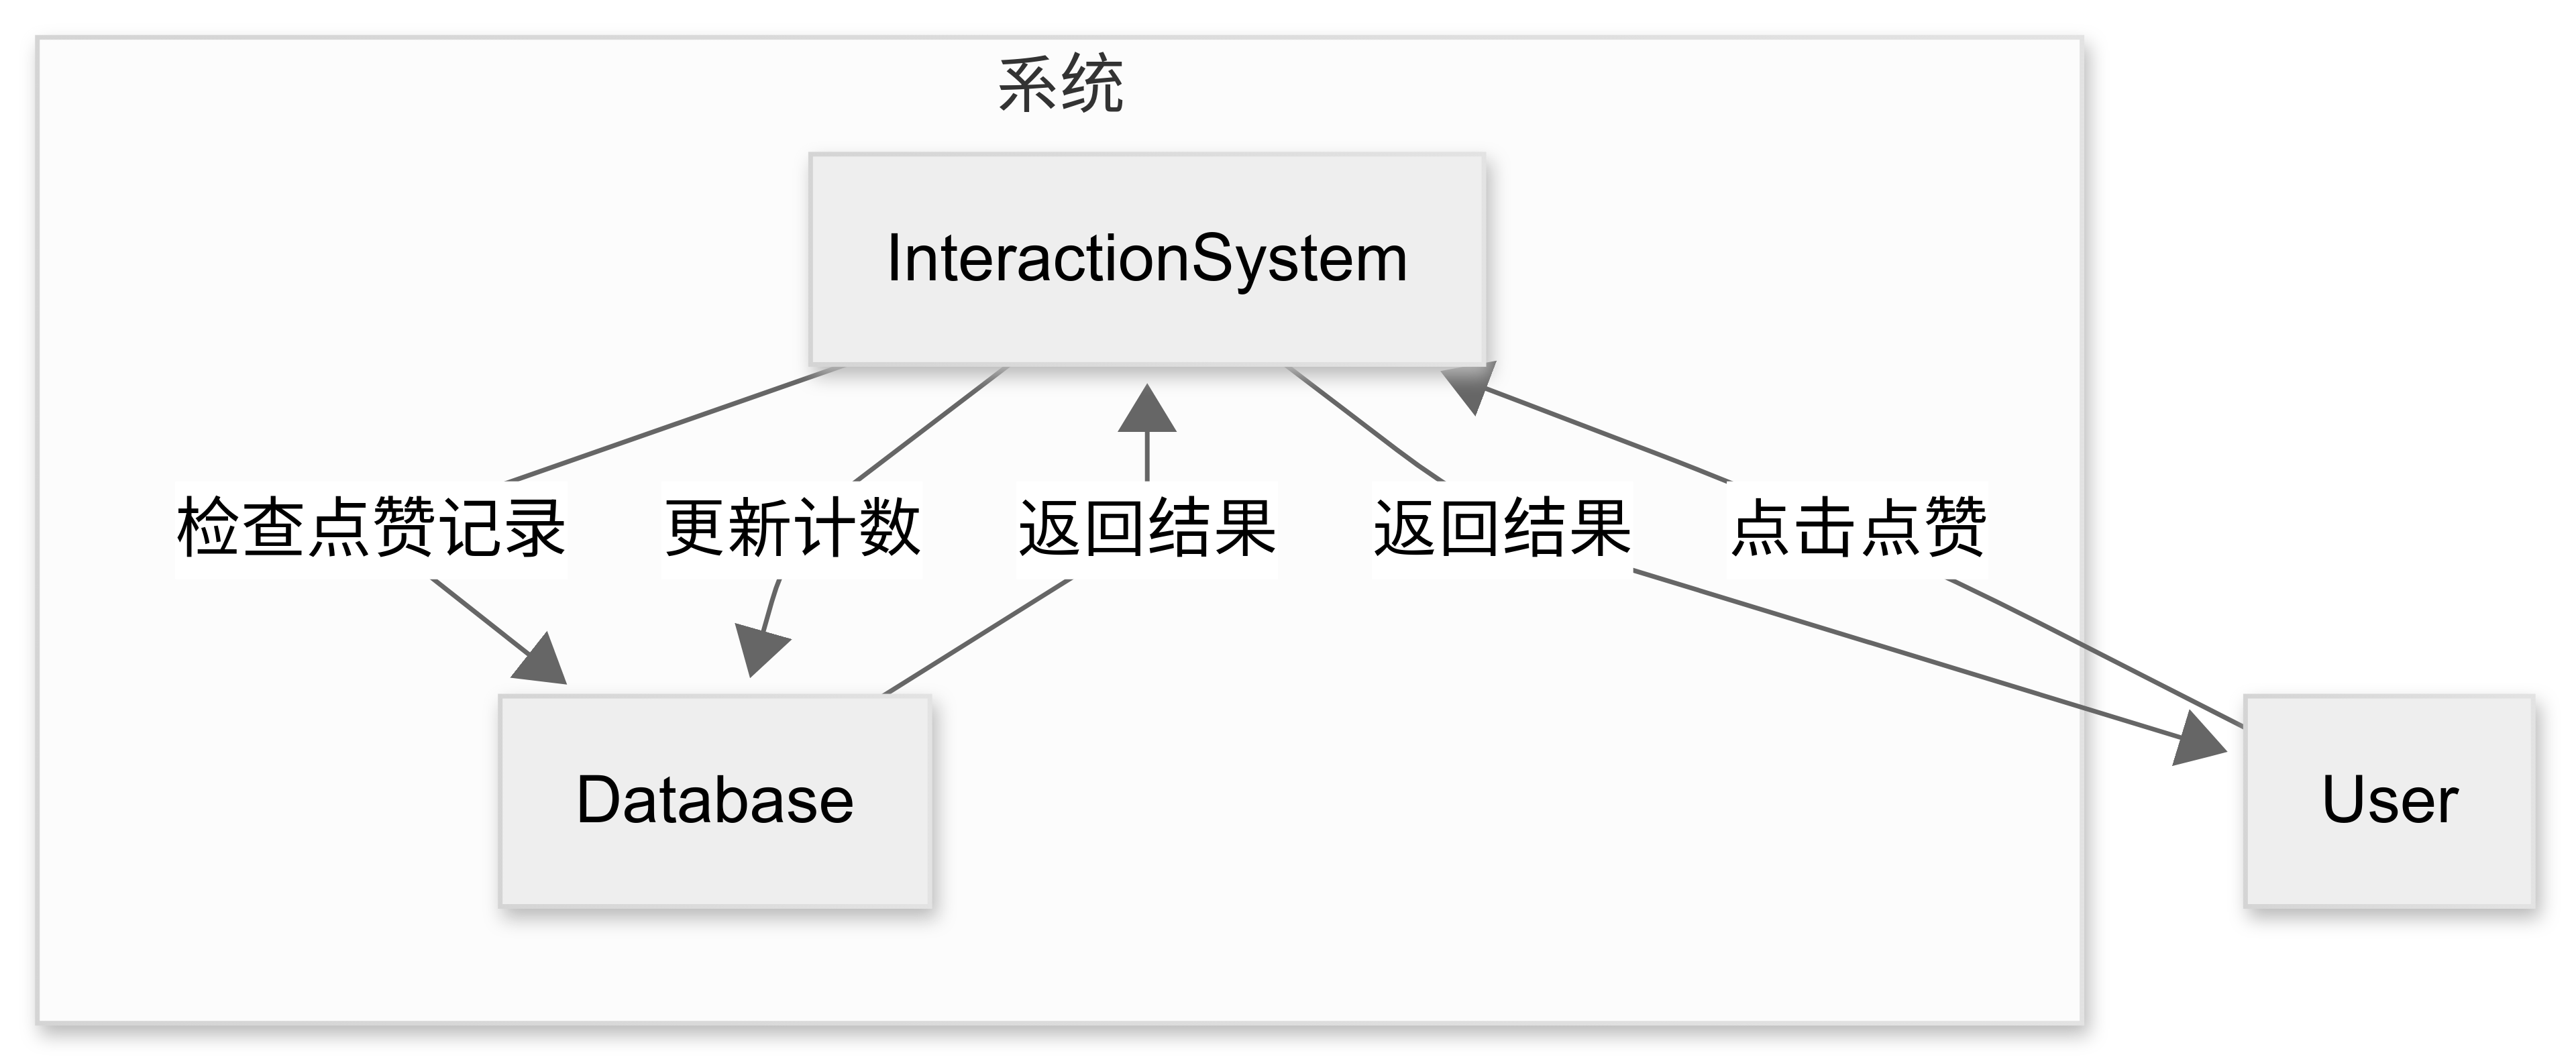 系统
InteractionSystem
检查点赞记录
更新计数
返回结果
返回结果
点击点赞
Database
User